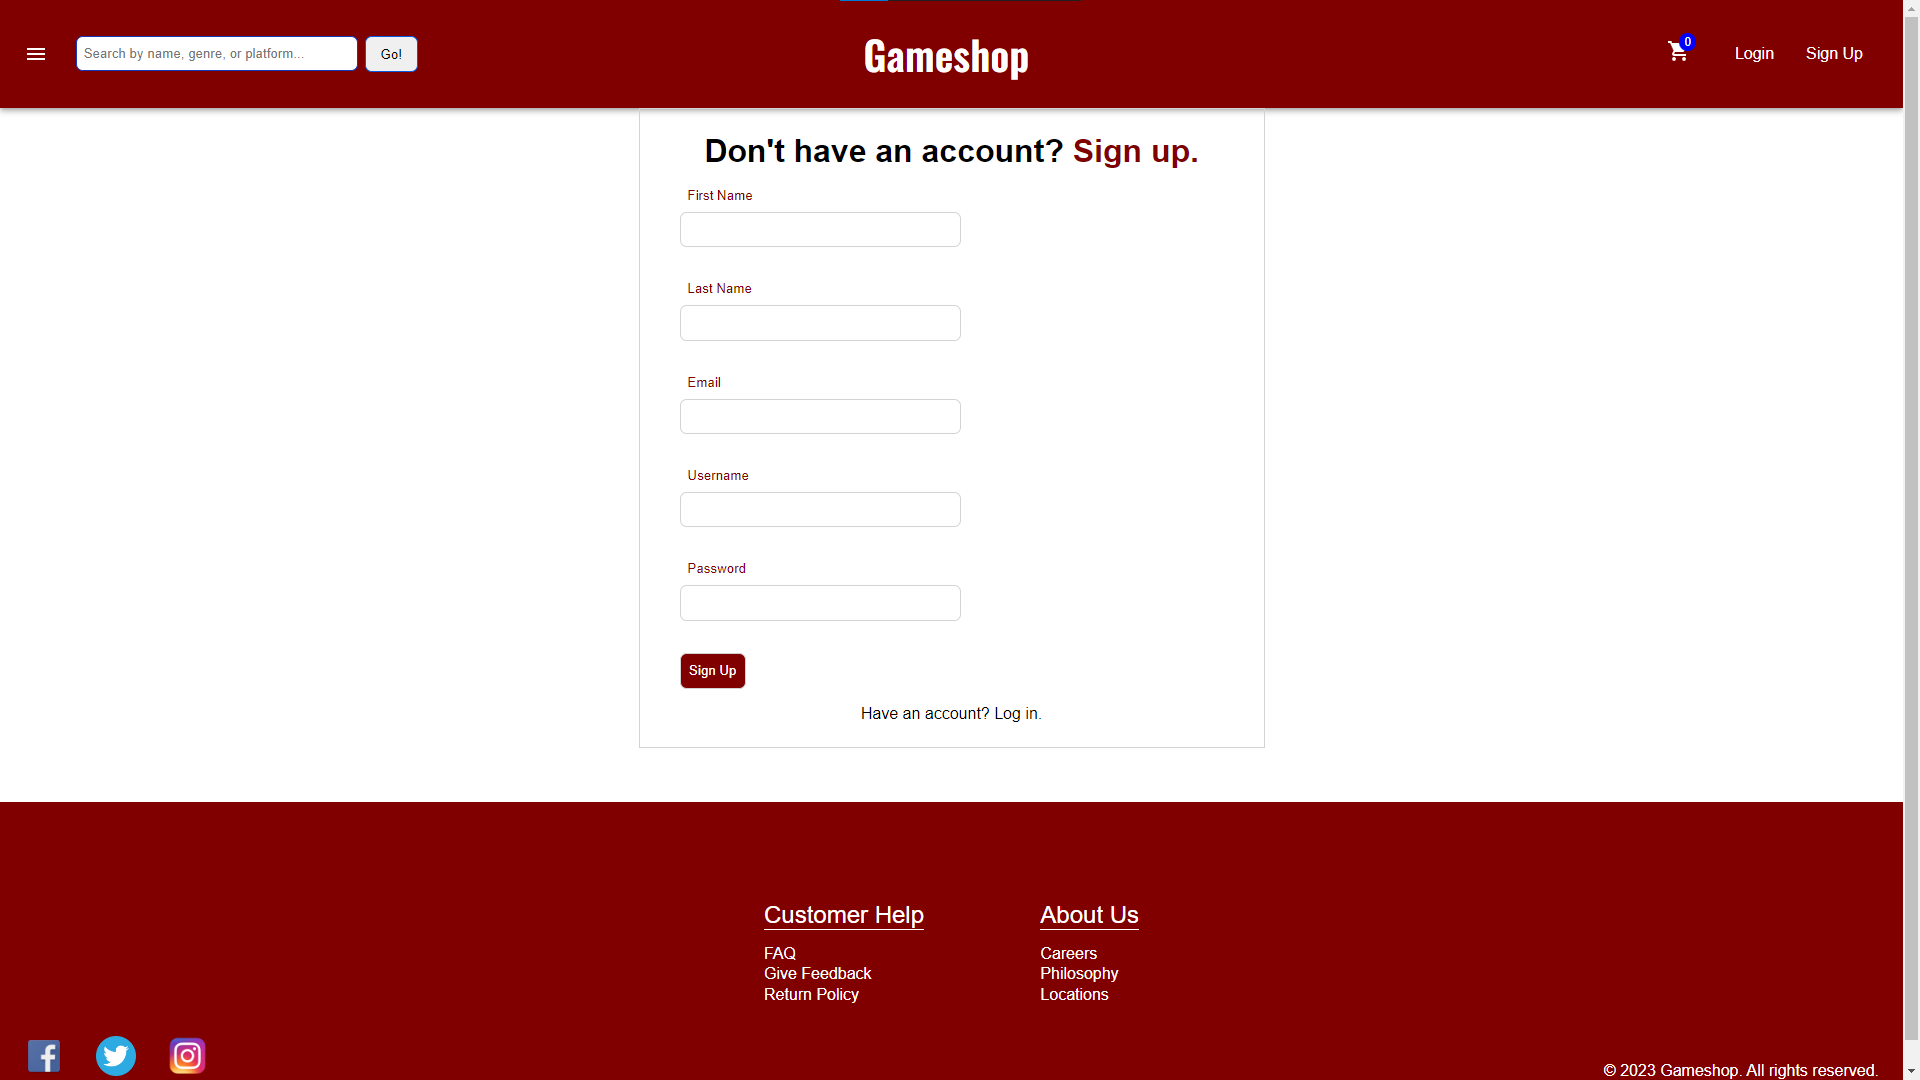 Search by name, genre, or platform...
Go!
Gameshop
0
Login
Sign Up
Don't have an account? Sign up.
First Name
Last Name
Email
Username
Password
Sign Up
Have an account? Log in.
Customer Help
FAQ
Give Feedback
Return Policy
About Us
Careers
Philosophy
Locations
© 2023 Gameshop. All rights reserved.